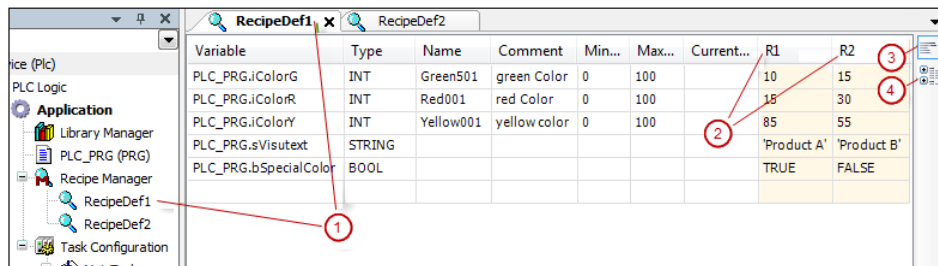 RecipeDef1 RecipeDef2
Variable Type Name Comment Min... Max... Current... R1 R2
PLC_PRG.iColorG INT Green501 green Color 0 100 10 15
PLC_PRG.iColorR INT Red001 red Color 0 100 15 30
PLC_PRG.iColorY INT Yellow001 yellow color 0 100 85 55
PLC_PRG.sVisutext STRING 'Product A' 'Product B'
PLC_PRG.bSpecialColor BOOL TRUE FALSE
ice (Plc)
PLC Logic
Application
Library Manager
PLC_PRG (PRG)
Recipe Manager
RecipeDef1
RecipeDef2
Task Configuration
1
2
3
4